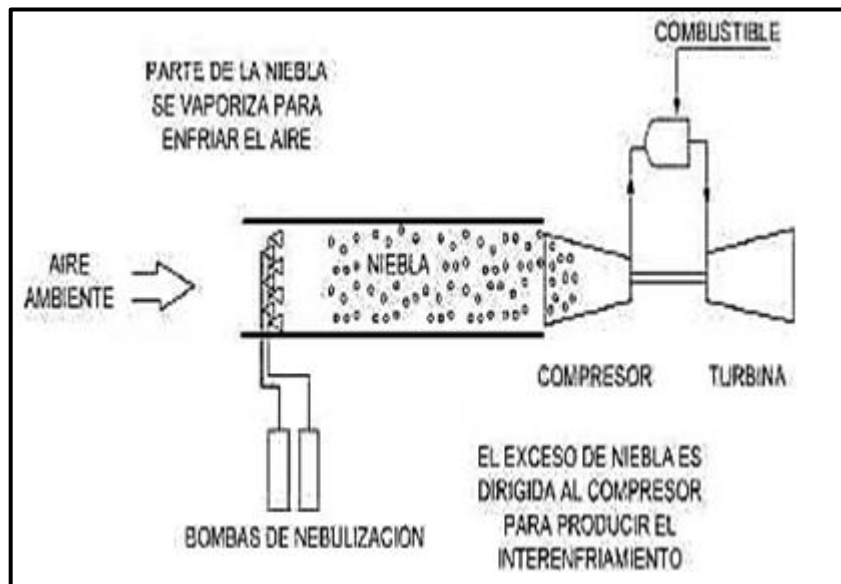 COMBUSTIBLE
PARTE DE LA NIEBLA
SE VAPORIZA PARA
ENFRIAR EL AIRE
AIRE
AMBIENTE
NIEBLA
COMPRESOR
TURBINA
BOMBAS DE NEBULIZACIÓN
EL EXCESO DE NIEBLA ES
DIRIGIDA AL COMPRESOR
PARA PRODUCIR EL
INTERENFRIAMIENTO